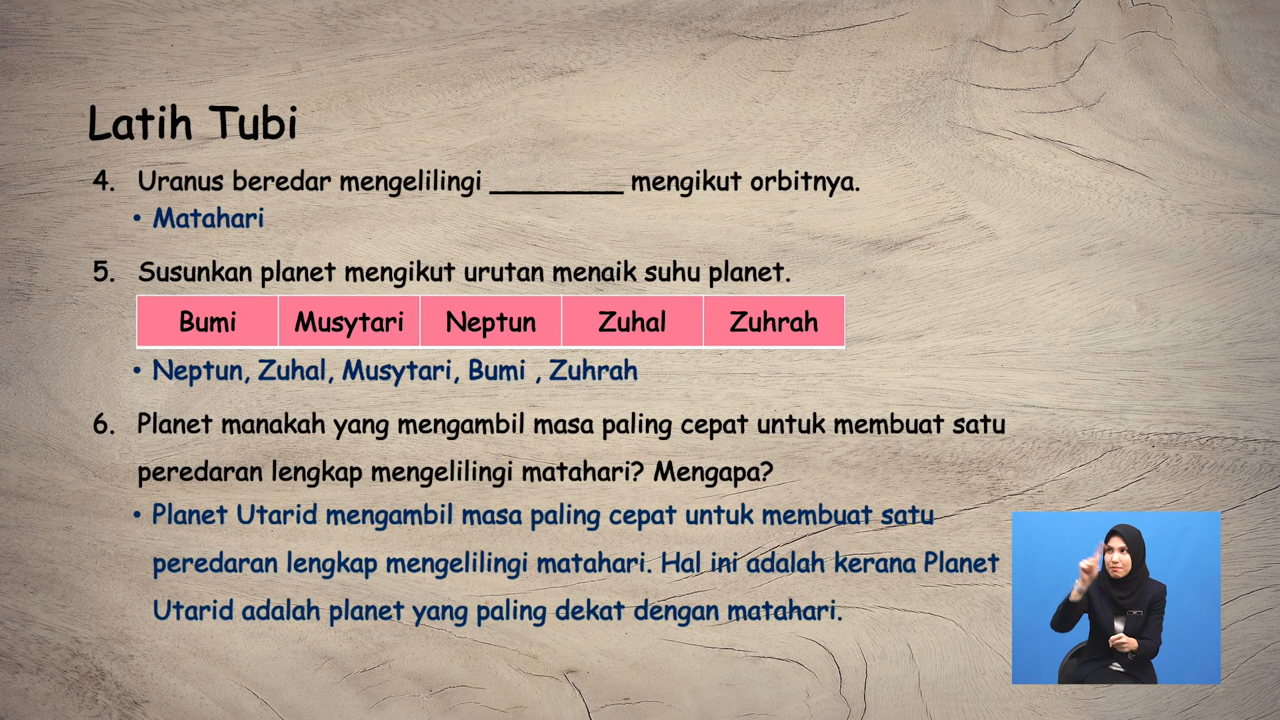 Latih Tubi
4. Uranus beredar mengelilingi _________ mengikut orbitnya.
• Matahari
5. Susunkan planet mengikut urutan menaik suhu planet.
Bumi Musytari Neptun Zuhal Zuhrah
• Neptun, Zuhal, Musytari, Bumi , Zuhrah
6. Planet manakah yang mengambil masa paling cepat untuk membuat satu
peredaran lengkap mengelilingi matahari? Mengapa?
• Planet Utarid mengambil masa paling cepat untuk membuat satu
peredaran lengkap mengelilingi matahari. Hal ini adalah kerana Planet
Utarid adalah planet yang paling dekat dengan matahari.